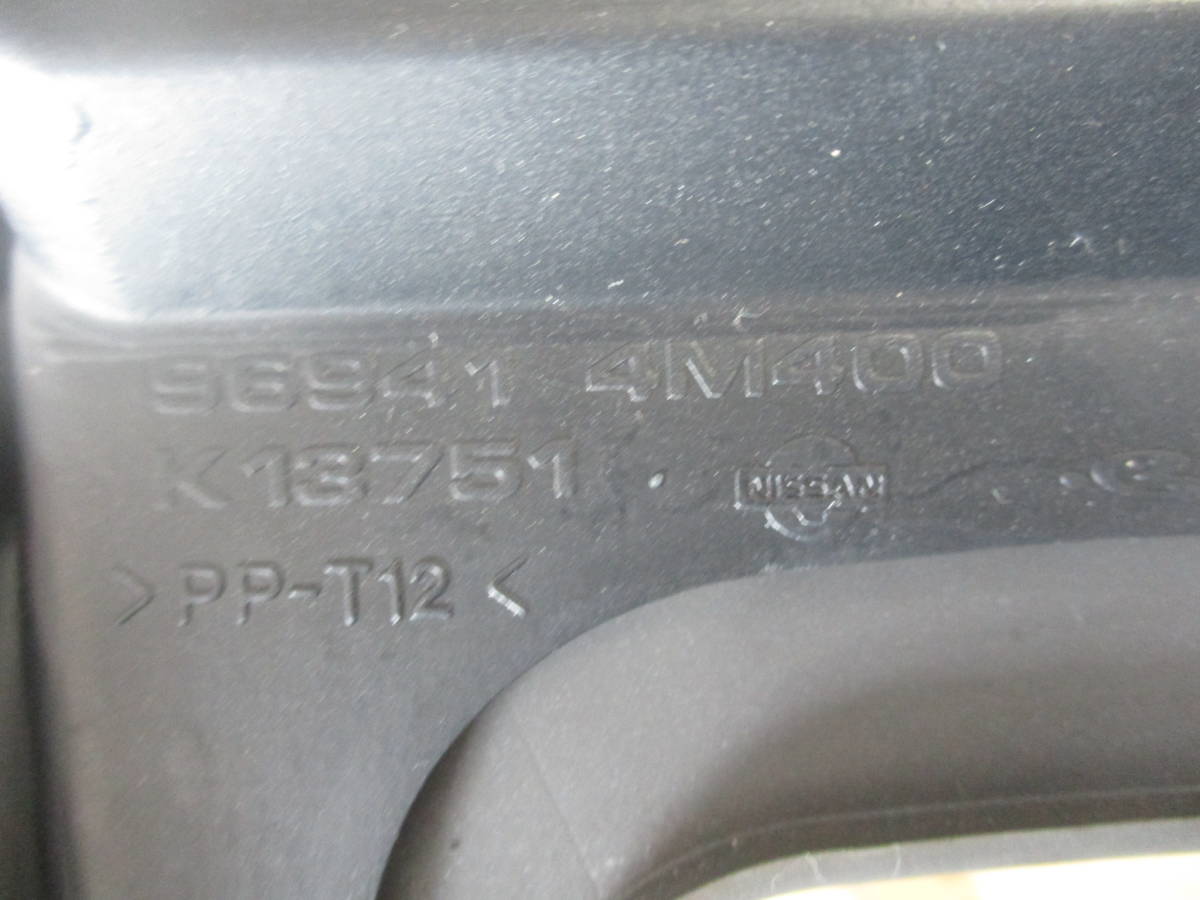 96941 4M400
K13751
NISSAN
>PP-T12<